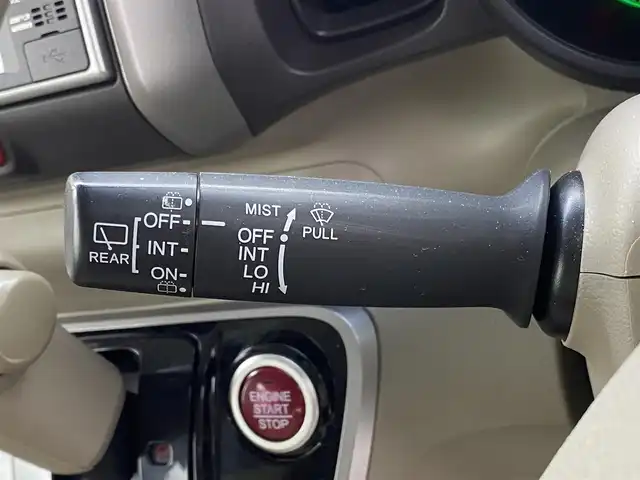 OFF
INT
ON
REAR
MIST
OFF
INT
LO
HI
PULL
ENGINE
START
STOP